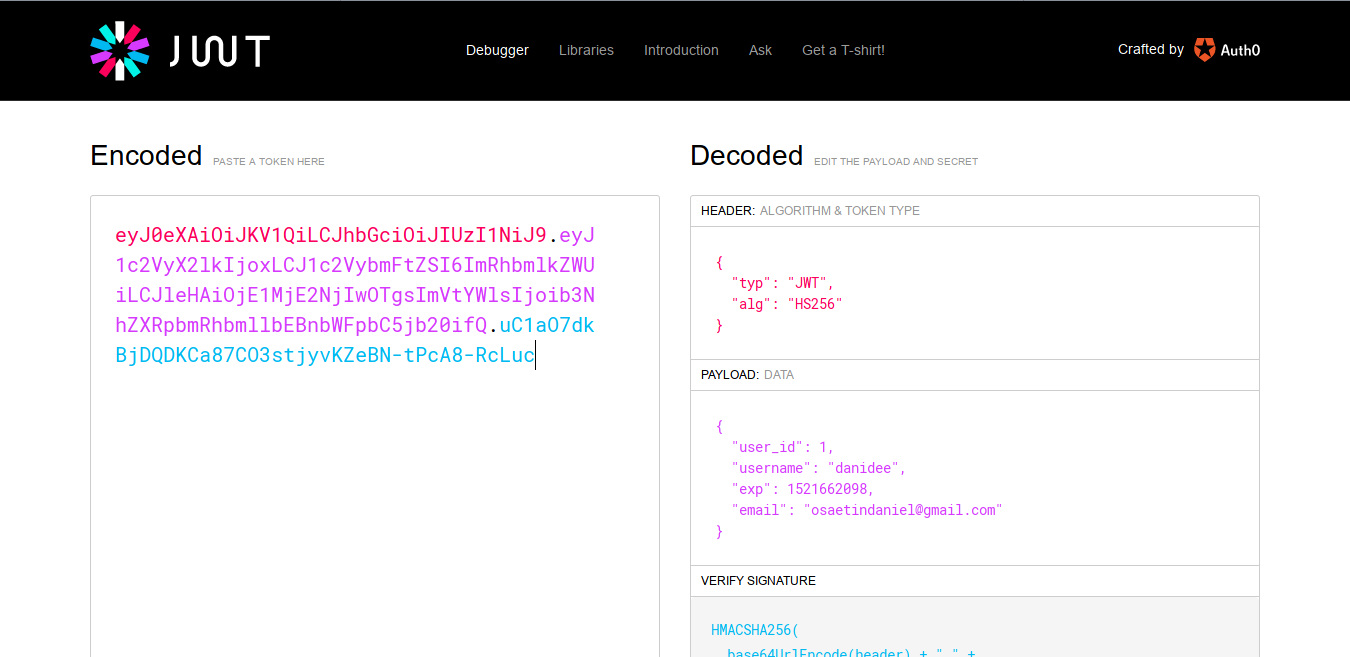 JWT
Debugger Libraries Introduction Ask Get a T-shirt!
Crafted by Auth0
Encoded PASTE A TOKEN HERE
eyJ0eXAiOiJKV1QiLCJhbGciOiJIUzI1NiJ9.eyJ
1c2VyX2lkIjoxLCJ1c2VybmFtZSI6ImRhbmlkZWU
iLCJleHAiOjE1MjE2NjIwOTgsImVtYWlsIjoib3N
hZXRpbmRhbmllbEBnbWFpbC5jb20ifQ.uC1aO7dk
BjDQDKCa87CO3stjyvKZeBN-tPcA8-RcLuc
Decoded EDIT THE PAYLOAD AND SECRET
HEADER: ALGORITHM & TOKEN TYPE
{
"typ": "JWT",
"alg": "HS256"
}
PAYLOAD: DATA
{
"user_id": 1,
"username": "danidee",
"exp": 1521662098,
"email": "osaetindaniel@gmail.com"
}
VERIFY SIGNATURE
HMACSHA256(
base64UrlEncode(header) + "." +